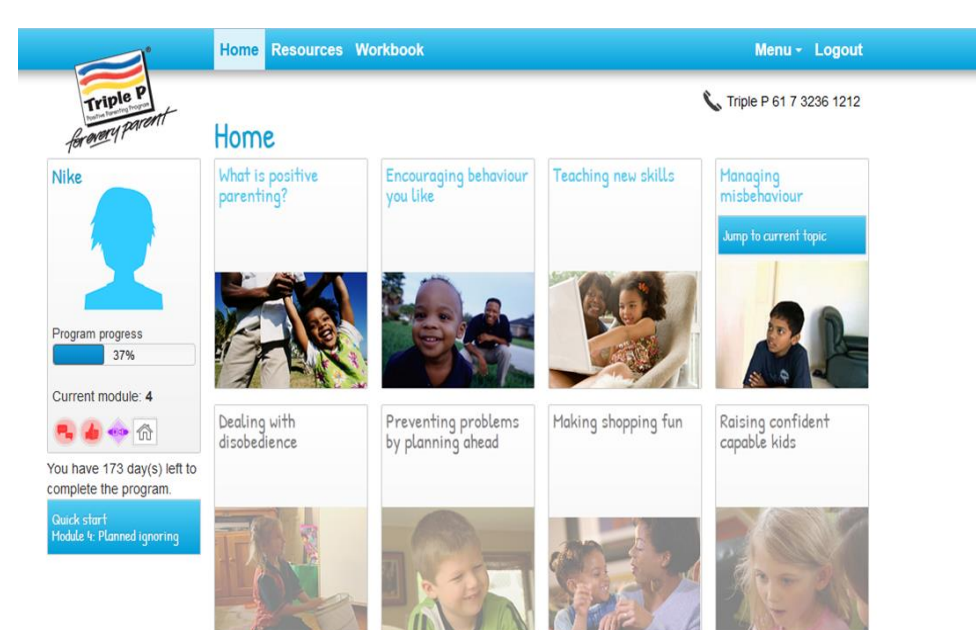 Home Resources Workbook Menu Logout
Triple P
Positive Parenting Program
for every parent
®
Triple P 61 7 3236 1212
Home
Nike
Program progress
37%
Current module: 4
You have 173 day(s) left to
complete the program.
Quick start
Module 4: Planned ignoring
What is positive
parenting?
Encouraging behaviour
you like
Teaching new skills
Managing
misbehaviour
Jump to current topic
Dealing with
disobedience
Preventing problems
by planning ahead
Making shopping fun
Raising confident
capable kids